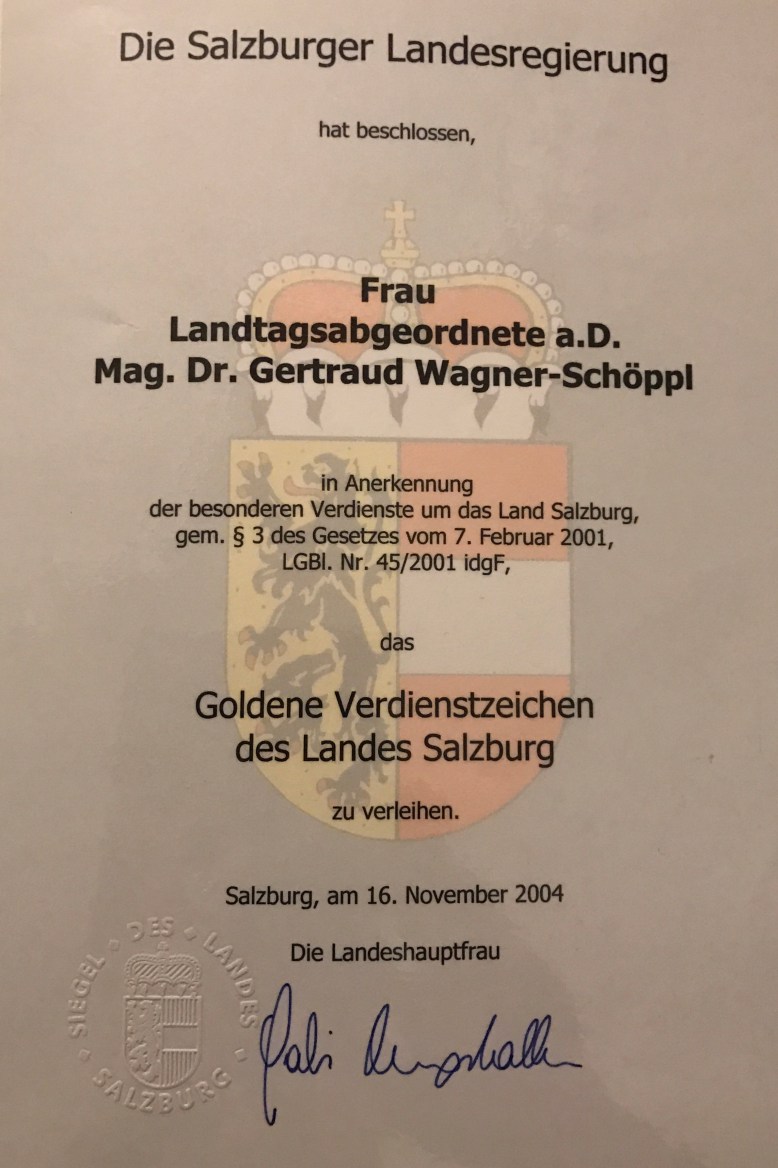 Die Salzburger Landesregierung
hat beschlossen,
Frau
Landtagsabgeordnete a.D.
Mag. Dr. Gertraud Wagner-Schöppl
in Anerkennung
der besonderen Verdienste um das Land Salzburg,
gem. § 3 des Gesetzes vom 7. Februar 2001,
LGBl. Nr. 45/2001 idgF,
das
Goldene Verdienstzeichen
des Landes Salzburg
zu verleihen.
Salzburg, am 16. November 2004
Die Landeshauptfrau
SIEGEL • DES • LANDES • SALZBURG •
Gabi Burgstaller